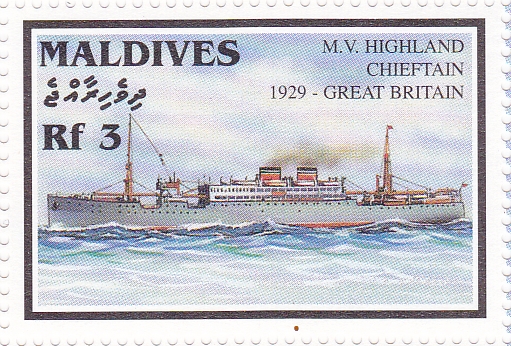 MALDIVES
ދިވެހިރާއްޖެ
Rf 3
M.V. HIGHLAND
CHIEFTAIN
1929 - GREAT BRITAIN